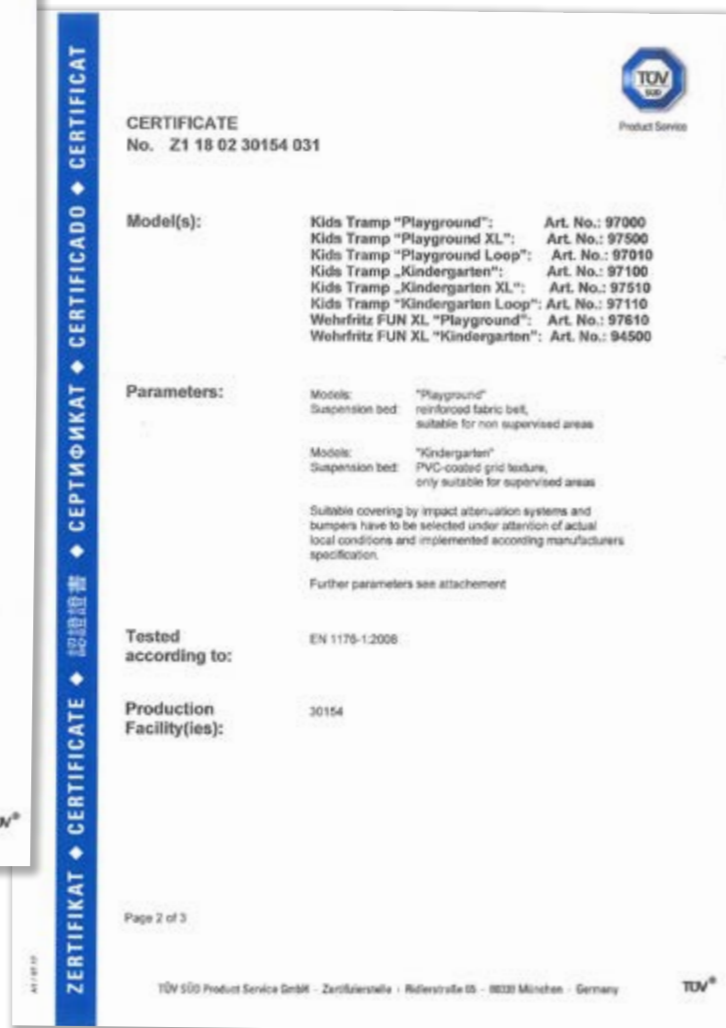 ZERTIFIKAT ◆ CERTIFICATE ◆ 認證證書 ◆ СЕРТИФИКАТ ◆ CERTIFICADO ◆ CERTIFICAT
TÜV
SÜD
Product Service
CERTIFICATE
No. Z1 18 02 30154 031
Model(s):
Kids Tramp "Playground": Art. No.: 97000
Kids Tramp "Playground XL": Art. No.: 97500
Kids Tramp "Playground Loop": Art. No.: 97010
Kids Tramp „Kindergarten": Art. No.: 97100
Kids Tramp „Kindergarten XL": Art. No.: 97510
Kids Tramp "Kindergarten Loop": Art. No.: 97110
Wehrfritz FUN XL "Playground": Art. No.: 97610
Wehrfritz FUN XL "Kindergarten": Art. No.: 94500
Parameters:
Models: "Playground"
Suspension bed: reinforced fabric belt,
suitable for non supervised areas
Models: "Kindergarten"
Suspension bed: PVC-coated grid texture,
only suitable for supervised areas
Suitable covering by impact attenuation systems and
bumpers have to be selected under attention of actual
local conditions and implemented according manufacturers
specification.
Further parameters see attachement
Tested
according to:
EN 1176-1:2008
Production
Facility(ies):
30154
Page 2 of 3
TÜV SÜD Product Service GmbH - Zertifizierstelle - Ridlerstraße 65 - 80339 München - Germany
TÜV®